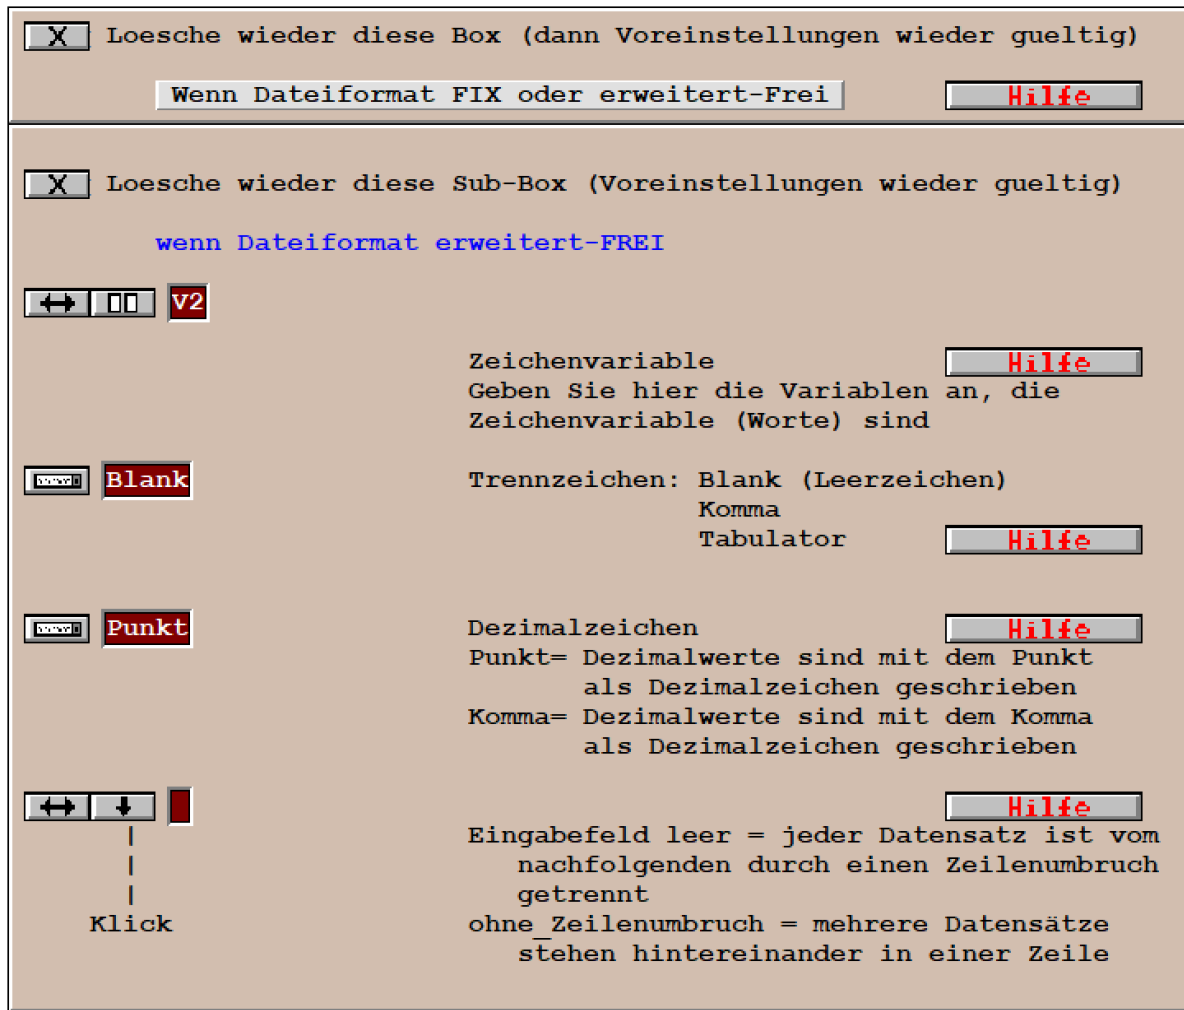 X Loesche wieder diese Box (dann Voreinstellungen wieder gueltig)
Wenn Dateiformat FIX oder erweitert-Frei Hilfe
X Loesche wieder diese Sub-Box (Voreinstellungen wieder gueltig)
wenn Dateiformat erweitert-FREI
V2
Zeichenvariable Hilfe
Geben Sie hier die Variablen an, die
Zeichenvariable (Worte) sind
Blank Trennzeichen: Blank (Leerzeichen)
Komma
Tabulator Hilfe
Punkt Dezimalzeichen Hilfe
Punkt= Dezimalwerte sind mit dem Punkt
als Dezimalzeichen geschrieben
Komma= Dezimalwerte sind mit dem Komma
als Dezimalzeichen geschrieben
Hilfe
| Eingabefeld leer = jeder Datensatz ist vom
| nachfolgenden durch einen Zeilenumbruch
| getrennt
Klick ohne_Zeilenumbruch = mehrere Datensätze
stehen hintereinander in einer Zeile